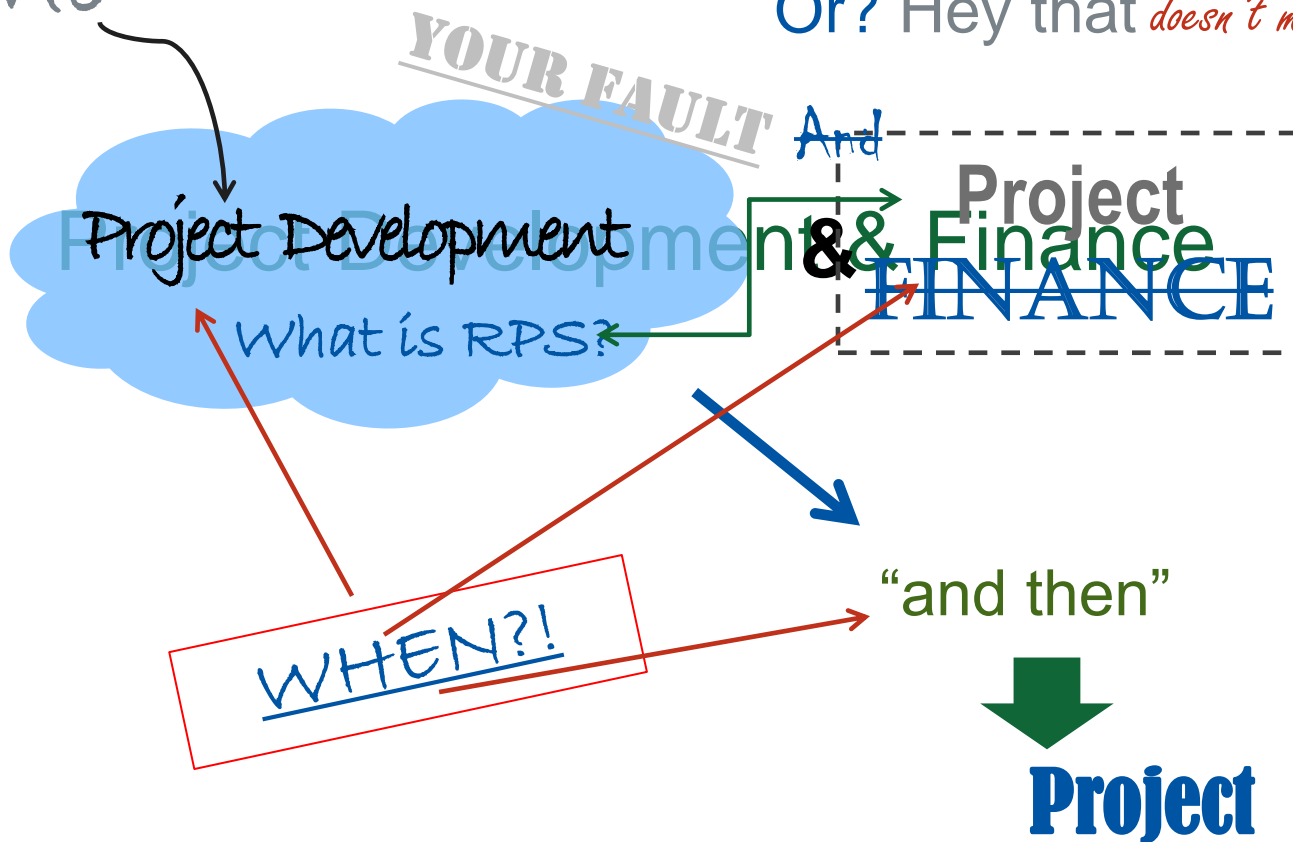 Or? Hey that doesn't
YOUR FAULT
And
Project
Project Development
Project Development & Finance
&
FINANCE
What is RPS?
WHEN?!
“and then”
Project